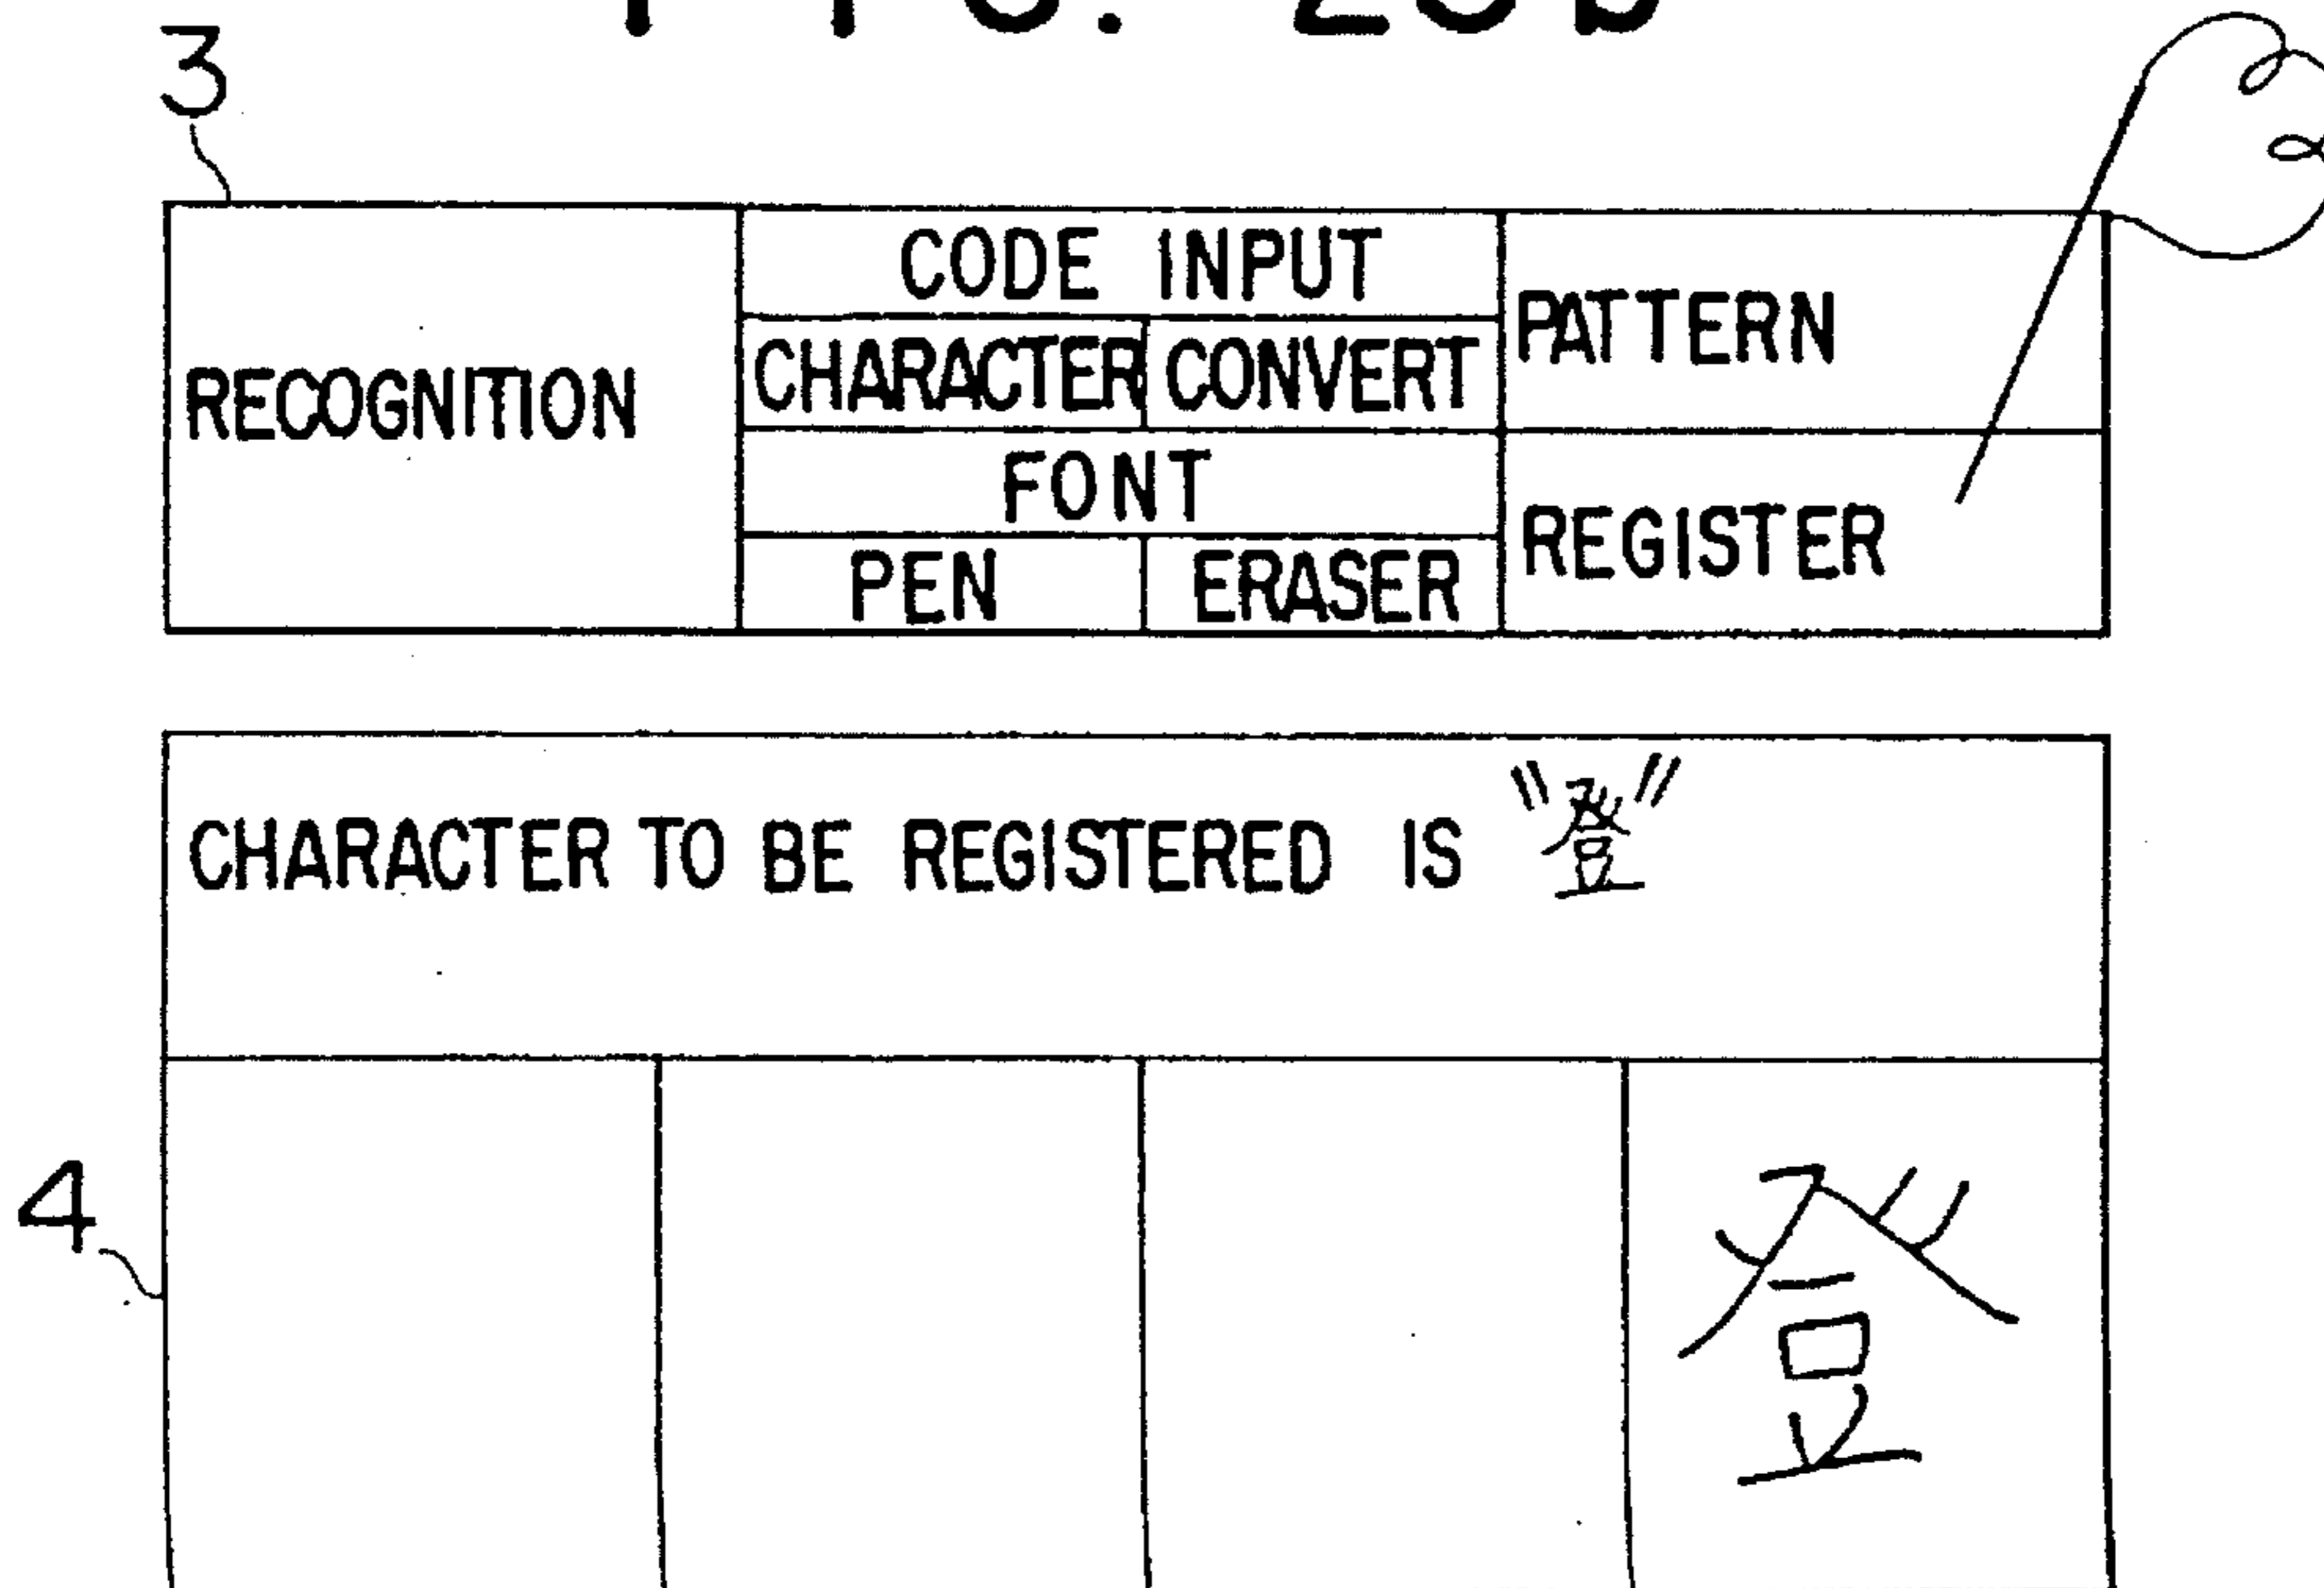 3
CODE INPUT
PATTERN
CHARACTER CONVERT
RECOGNITION
FONT
REGISTER
PEN ERASER
CHARACTER TO BE REGISTERED IS "登"
4
登